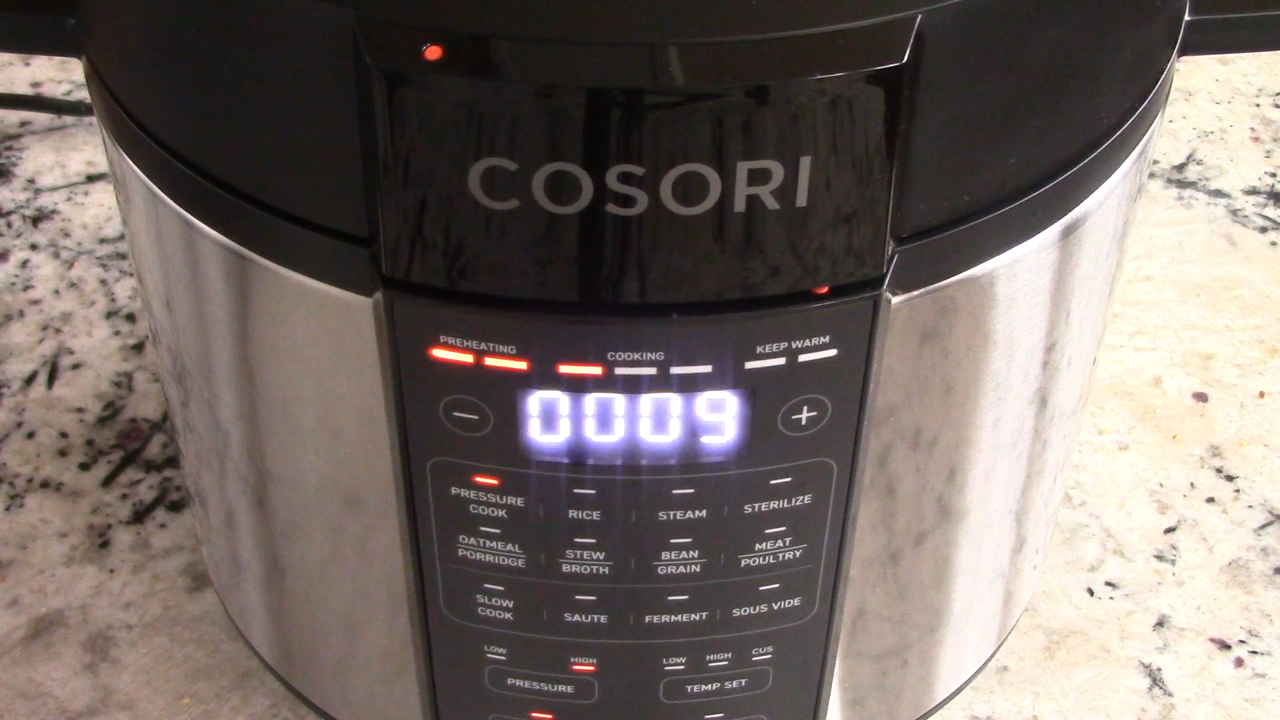 COSORI
PREHEATING COOKING KEEP WARM
− 0009 +
PRESSURE COOK RICE STEAM STERILIZE
OATMEAL PORRIDGE STEW BROTH BEAN GRAIN MEAT POULTRY
SLOW COOK SAUTE FERMENT SOUS VIDE
LOW HIGH LOW HIGH CUS
PRESSURE TEMP SET